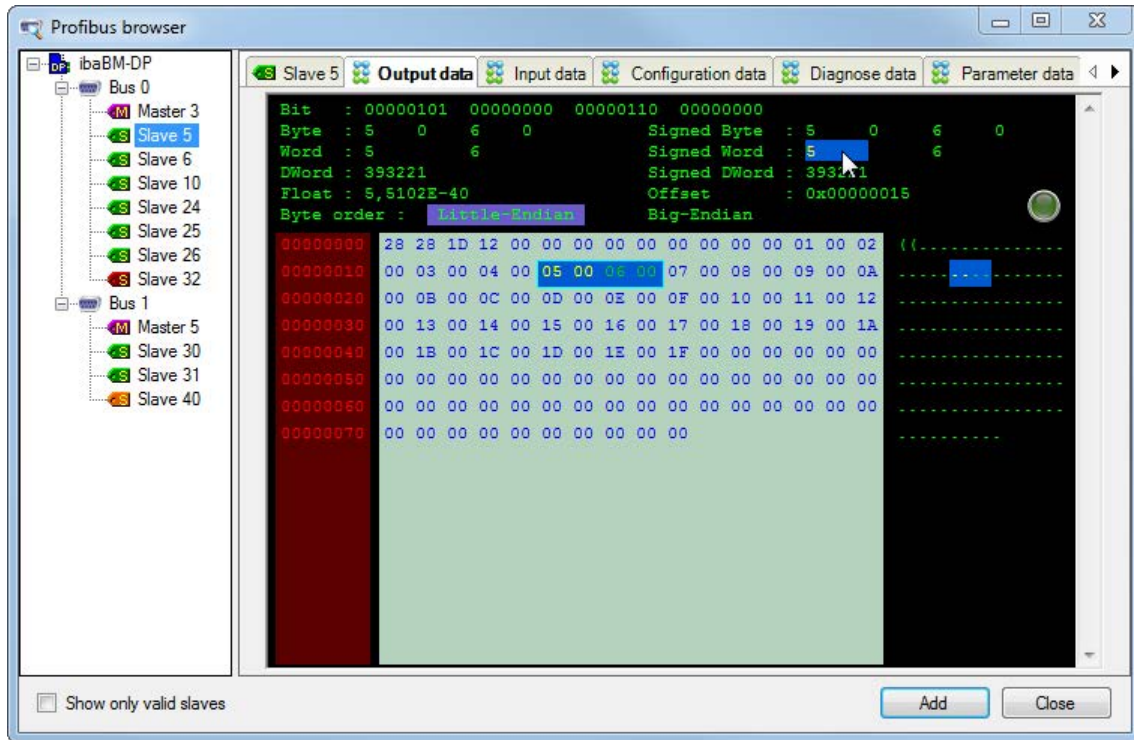 Profibus browser
ibaBM-DP
Bus 0
Master 3
Slave 5
Slave 6
Slave 10
Slave 24
Slave 25
Slave 26
Slave 32
Bus 1
Master 5
Slave 30
Slave 31
Slave 40
Slave 5 Output data Input data Configuration data Diagnose data Parameter data
Bit : 00000101 00000000 00000110 00000000
Byte : 5 0 6 0 Signed Byte : 5 0 6 0
Word : 5 6 Signed Word : 5 6
DWord : 393221 Signed DWord : 393221
Float : 5,5102E-40 Offset : 0x00000015
Byte order : Little-Endian Big-Endian
00000000 28 28 1D 12 00 00 00 00 00 00 00 00 00 01 00 02 ((..............
00000010 00 03 00 04 00 05 00 06 00 07 00 08 00 09 00 0A ................
00000020 00 0B 00 0C 00 0D 00 0E 00 0F 00 10 00 11 00 12 ................
00000030 00 13 00 14 00 15 00 16 00 17 00 18 00 19 00 1A ................
00000040 00 1B 00 1C 00 1D 00 1E 00 1F 00 00 00 00 00 00 ................
00000050 00 00 00 00 00 00 00 00 00 00 00 00 00 00 00 00 ................
00000060 00 00 00 00 00 00 00 00 00 00 00 00 00 00 00 00 ................
00000070 00 00 00 00 00 00 00 00 00 00 ..........
Show only valid slaves
Add Close